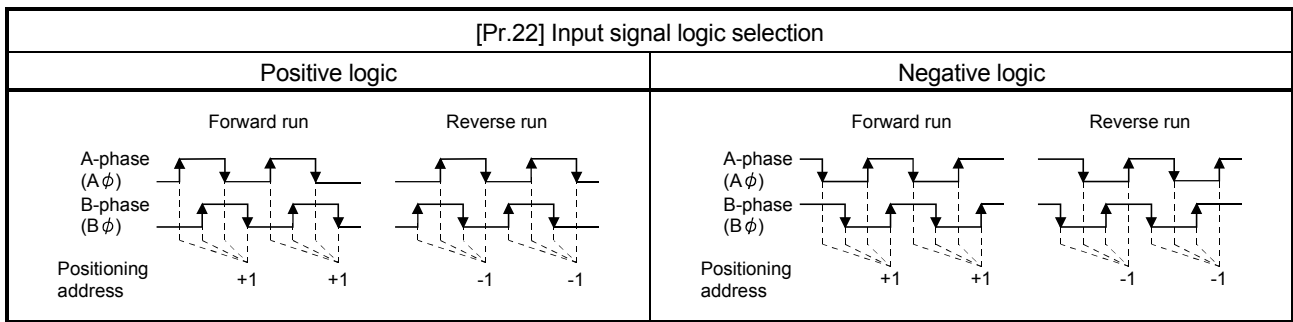 [Pr.22] Input signal logic selection
Positive logic
Negative logic
Forward run
Reverse run
A-phase
(Aϕ)
B-phase
(Bϕ)
Positioning
address
+1
+1
-1
-1
Forward run
Reverse run
A-phase
(Aϕ)
B-phase
(Bϕ)
Positioning
address
+1
+1
-1
-1